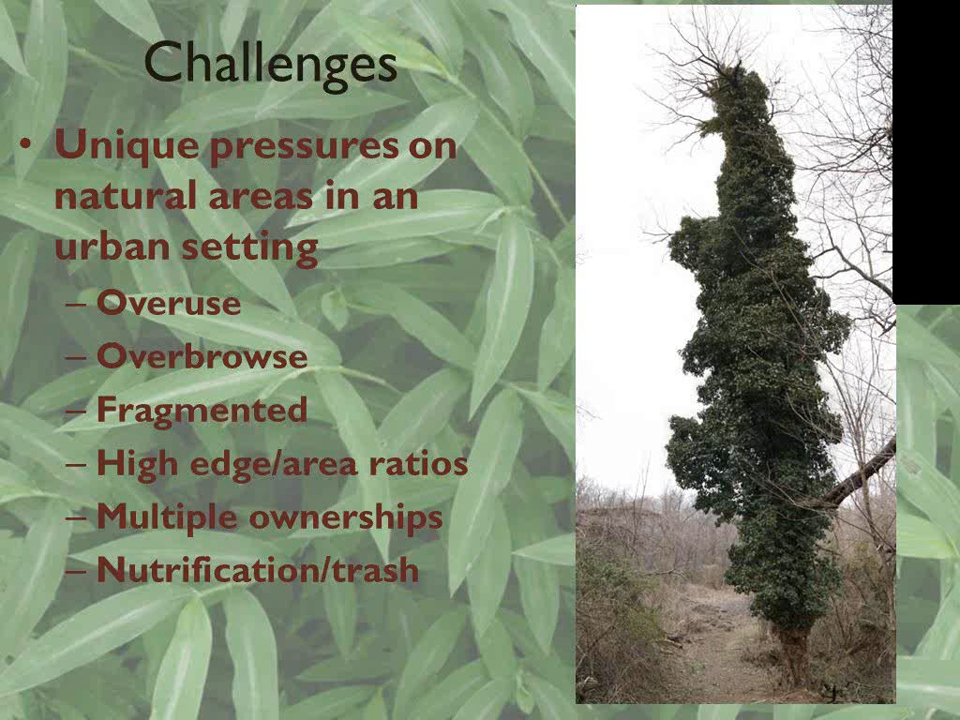 Challenges
• Unique pressures on
natural areas in an
urban setting
– Overuse
– Overbrowse
– Fragmented
– High edge/area ratios
– Multiple ownerships
– Nutrification/trash